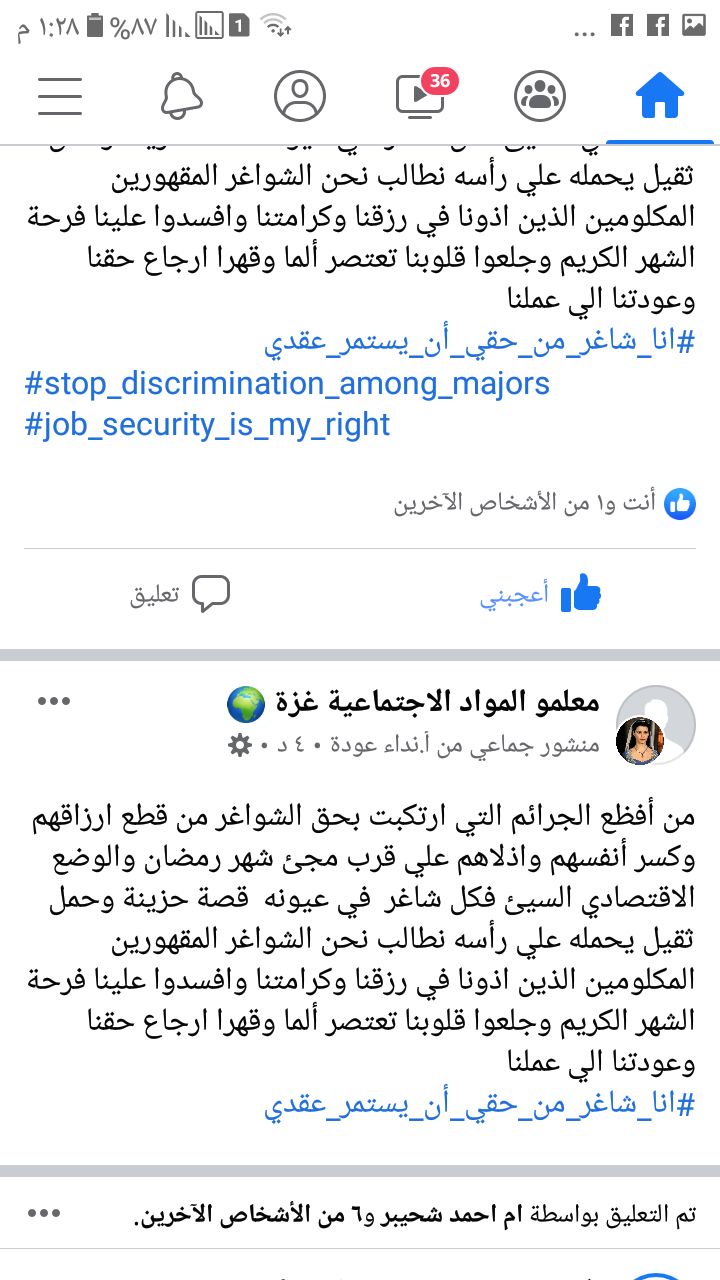 م ١:٢٨ ٨٧% 1
...
36
ثقيل يحمله علي رأسه نطالب نحن الشواغر المقهورين
المكلومين الذين اذونا في رزقنا وكرامتنا وافسدوا علينا فرحة
الشهر الكريم وجلعوا قلوبنا تعتصر ألما وقهرا ارجاع حقنا
وعودتنا الي عملنا
#انا_شاغر_من_حقي_أن_يستمر_عقدي
#stop_discrimination_among_majors
#job_security_is_my_right
أنت و١ من الأشخاص الآخرين
أعجبني
تعليق
معلمو المواد الاجتماعية غزة 🌍
منشور جماعي من أ.نداء عودة • ٤ د •
من أفظع الجرائم التي ارتكبت بحق الشواغر من قطع ارزاقهم
وكسر أنفسهم واذلاهم علي قرب مجئ شهر رمضان والوضع
الاقتصادي السيئ فكل شاغر في عيونه قصة حزينة وحمل
ثقيل يحمله علي رأسه نطالب نحن الشواغر المقهورين
المكلومين الذين اذونا في رزقنا وكرامتنا وافسدوا علينا فرحة
الشهر الكريم وجلعوا قلوبنا تعتصر ألما وقهرا ارجاع حقنا
وعودتنا الي عملنا
#انا_شاغر_من_حقي_أن_يستمر_عقدي
تم التعليق بواسطة ام احمد شحيبر و٦ من الأشخاص الآخرين.